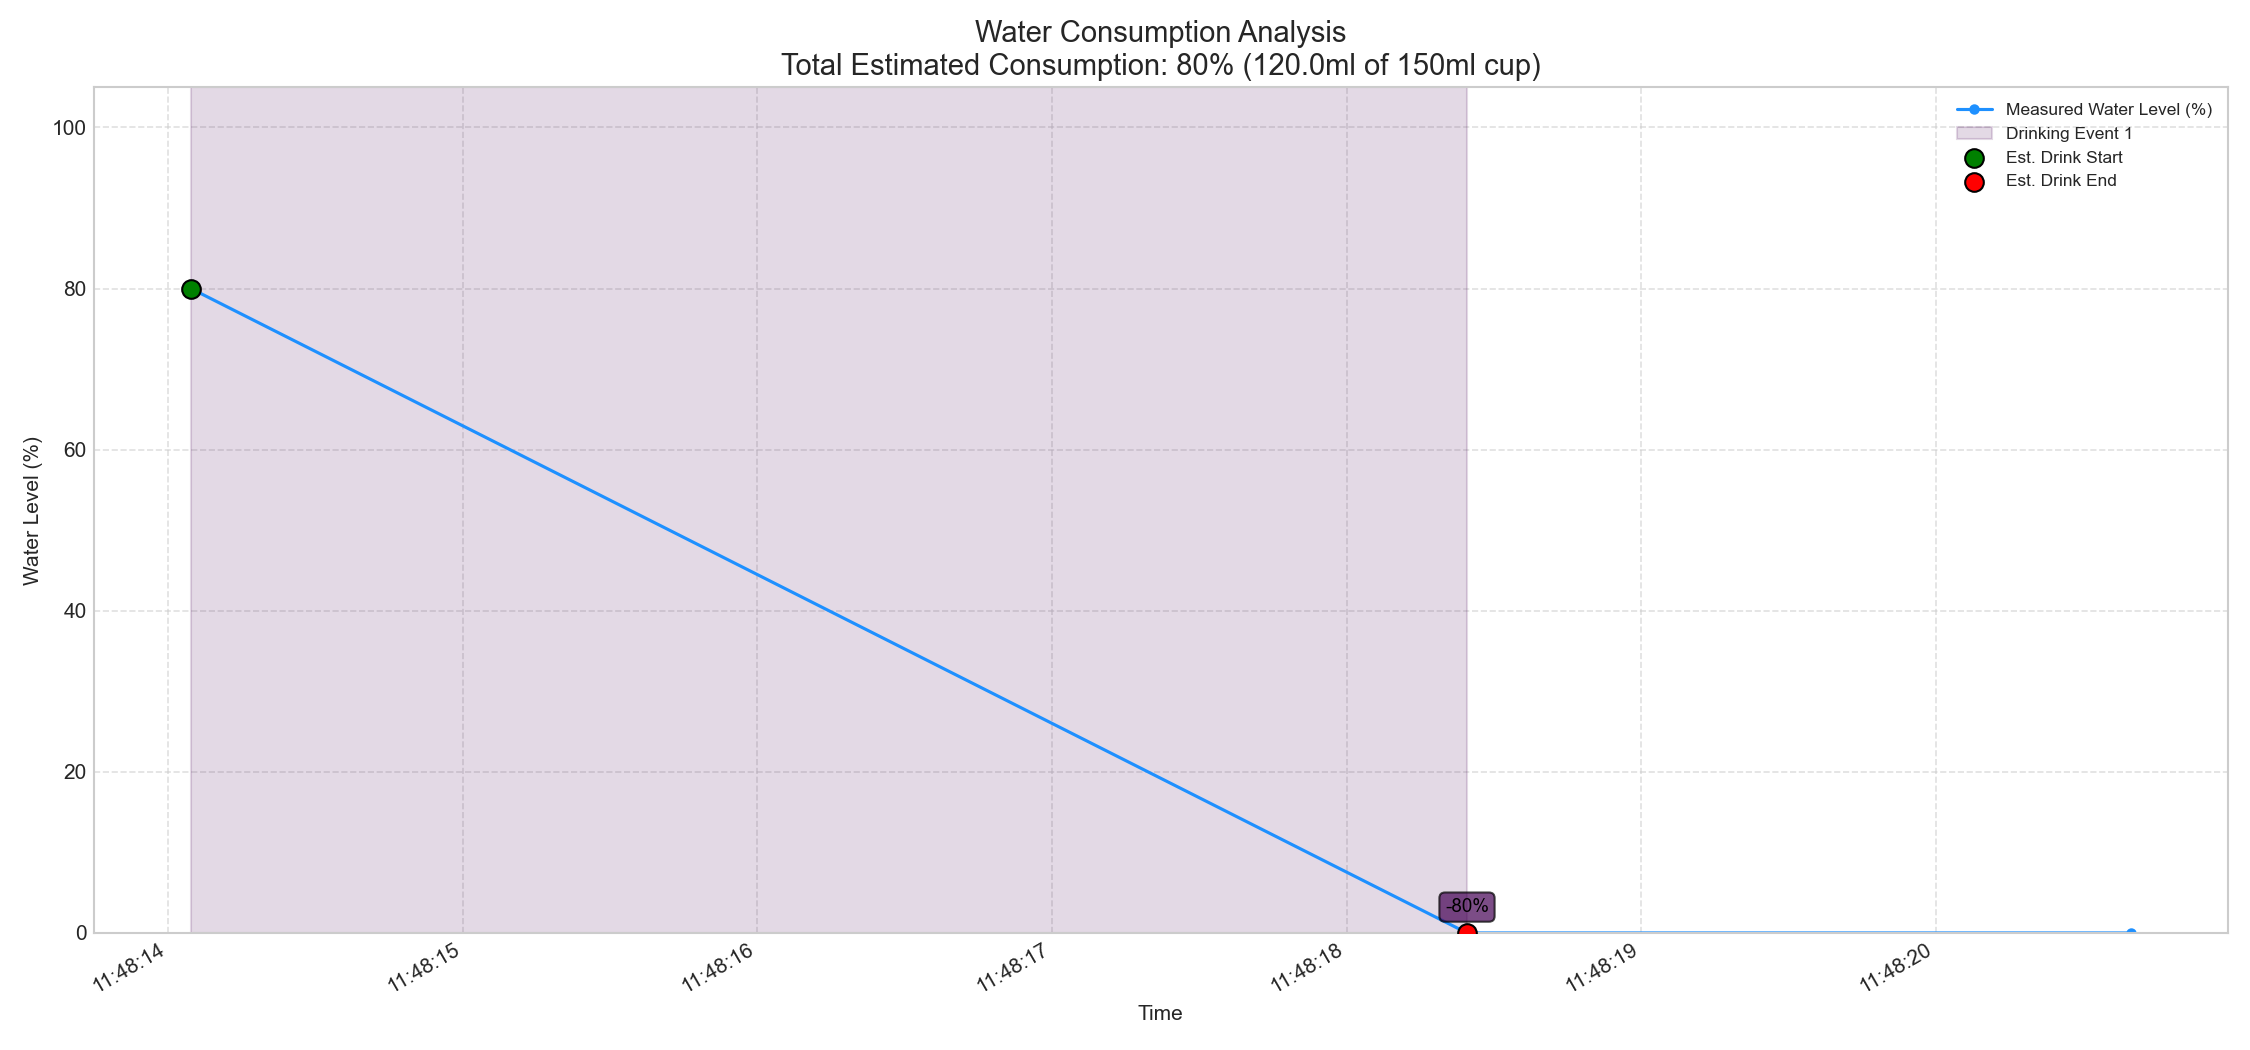 Water Consumption Analysis
Total Estimated Consumption: 80% (120.0ml of 150ml cup)
Measured Water Level (%)
Drinking Event 1
Est. Drink Start
Est. Drink End
100
80
60
40
20
0
Water Level (%)
-80%
11:48:14
11:48:15
11:48:16
11:48:17
11:48:18
11:48:19
11:48:20
Time